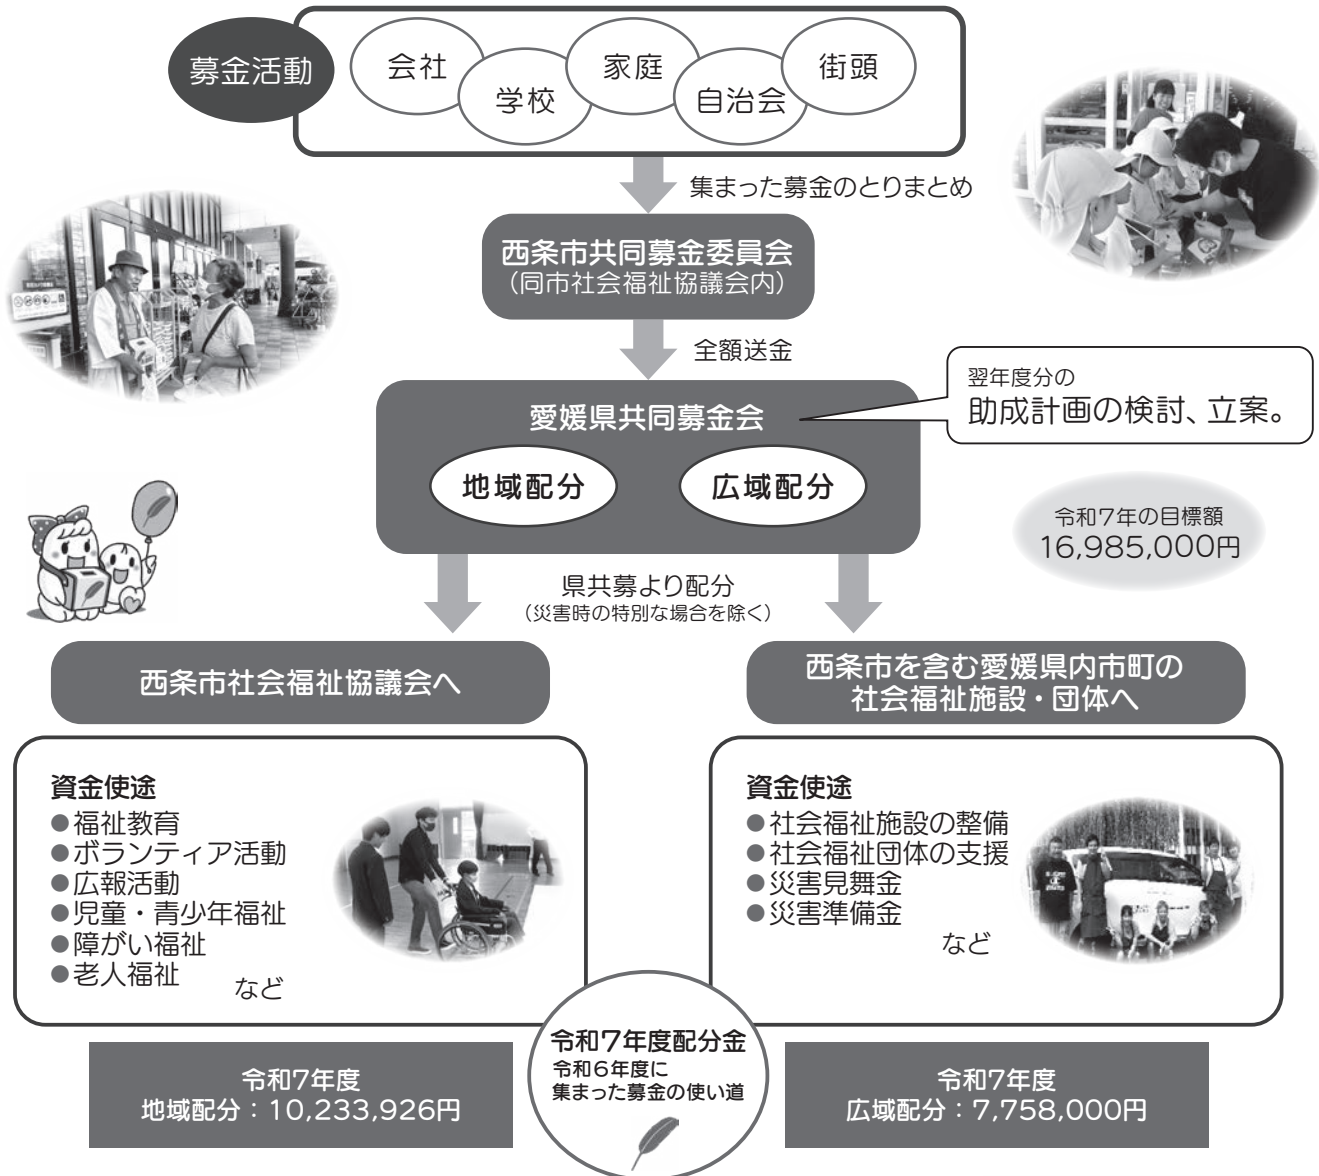 募金活動
会社
学校
家庭
自治会
街頭
集まった募金のとりまとめ
西条市共同募金委員会
(同市社会福祉協議会内)
全額送金
愛媛県共同募金会
翌年度分の
助成計画の検討、立案。
地域配分
広域配分
令和7年の目標額
16,985,000円
県共募より配分
(災害時の特別な場合を除く)
西条市社会福祉協議会へ
西条市を含む愛媛県内市町の
社会福祉施設・団体へ
資金使途
●福祉教育
●ボランティア活動
●広報活動
●児童・青少年福祉
●障がい福祉
●老人福祉
など
資金使途
●社会福祉施設の整備
●社会福祉団体の支援
●災害見舞金
●災害準備金
など
令和7年度配分金
令和6年度に
集まった募金の使い道
令和7年度
地域配分:10,233,926円
令和7年度
広域配分:7,758,000円